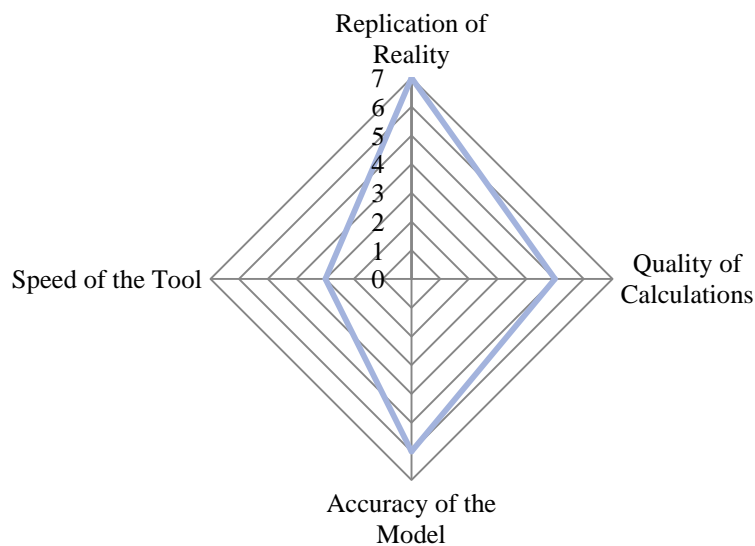 Replication of
Reality
7
6
5
4
3
2
1
0
Speed of the Tool
Quality of
Calculations
Accuracy of the
Model